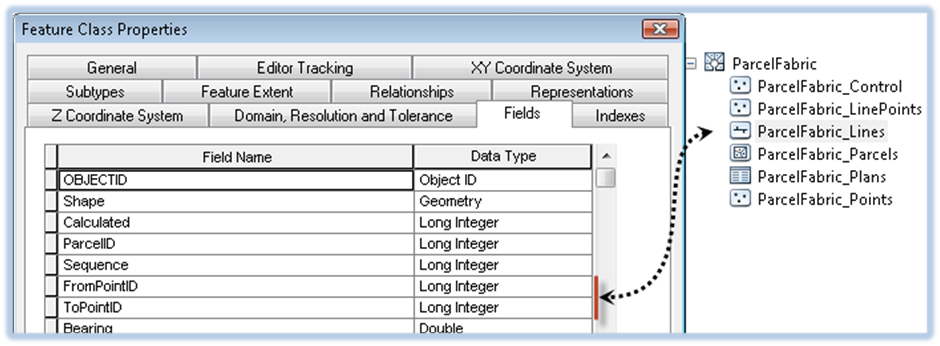 Feature Class Properties
General Editor Tracking XY Coordinate System
Subtypes Feature Extent Relationships Representations
Z Coordinate System Domain, Resolution and Tolerance Fields Indexes
Field Name Data Type
OBJECTID Object ID
Shape Geometry
Calculated Long Integer
ParcelID Long Integer
Sequence Long Integer
FromPointID Long Integer
ToPointID Long Integer
Bearing Double
ParcelFabric
ParcelFabric_Control
ParcelFabric_LinePoints
ParcelFabric_Lines
ParcelFabric_Parcels
ParcelFabric_Plans
ParcelFabric_Points